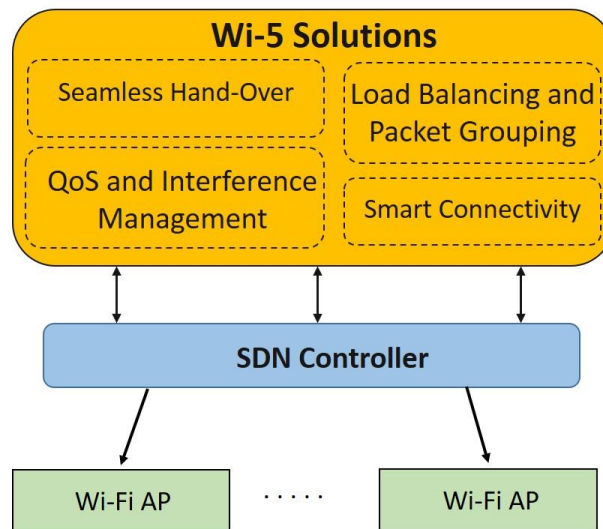 Wi-5 Solutions
Seamless Hand-Over
Load Balancing and
Packet Grouping
QoS and Interference
Management
Smart Connectivity
SDN Controller
Wi-Fi AP
. . . . .
Wi-Fi AP